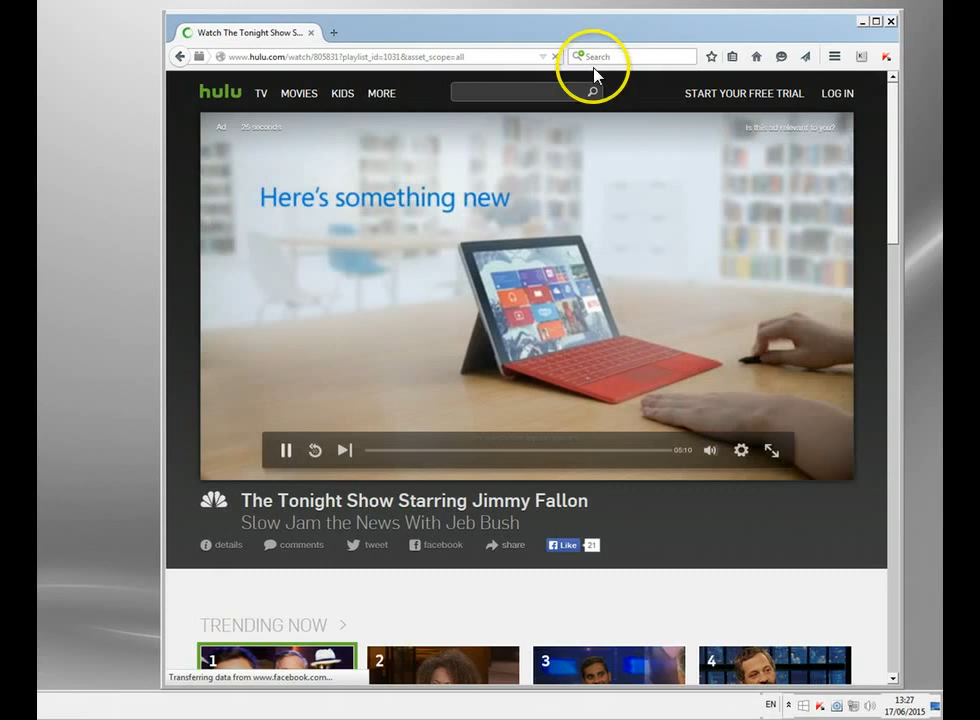 Watch The Tonight Show S...
www.hulu.com/watch/805831?playlist_id=1031&asset_scope=all
Search
hulu
TV
MOVIES
KIDS
MORE
START YOUR FREE TRIAL
LOG IN
Ad
26 seconds
Is this ad relevant to you?
Here's something new
05:10
The Tonight Show Starring Jimmy Fallon
Slow Jam the News With Jeb Bush
details
comments
tweet
facebook
share
Like
21
TRENDING NOW
1
2
3
4
Transferring data from www.facebook.com...
EN
13:27
17/06/2015